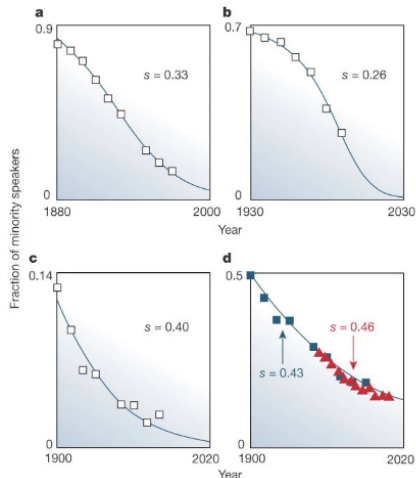 a
b
0.9
0.7
s = 0.33
s = 0.26
0
0
1880
2000
1930
2030
Year
Fraction of minority speakers
c
d
0.14
0.5
s = 0.40
s = 0.46
s = 0.43
0
0
1900
2020
1900
2020
Year
Year